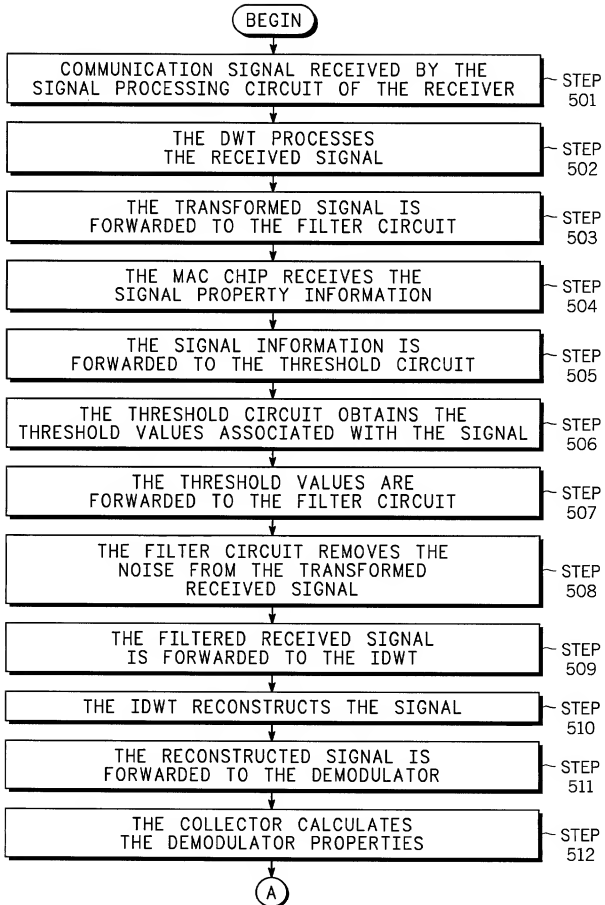 BEGIN
COMMUNICATION SIGNAL RECEIVED BY THE
SIGNAL PROCESSING CIRCUIT OF THE RECEIVER
STEP
501
THE DWT PROCESSES
THE RECEIVED SIGNAL
STEP
502
THE TRANSFORMED SIGNAL IS
FORWARDED TO THE FILTER CIRCUIT
STEP
503
THE MAC CHIP RECEIVES THE
SIGNAL PROPERTY INFORMATION
STEP
504
THE SIGNAL INFORMATION IS
FORWARDED TO THE THRESHOLD CIRCUIT
STEP
505
THE THRESHOLD CIRCUIT OBTAINS THE
THRESHOLD VALUES ASSOCIATED WITH THE SIGNAL
STEP
506
THE THRESHOLD VALUES ARE
FORWARDED TO THE FILTER CIRCUIT
STEP
507
THE FILTER CIRCUIT REMOVES THE
NOISE FROM THE TRANSFORMED
RECEIVED SIGNAL
STEP
508
THE FILTERED RECEIVED SIGNAL
IS FORWARDED TO THE IDWT
STEP
509
THE IDWT RECONSTRUCTS THE SIGNAL
STEP
510
THE RECONSTRUCTED SIGNAL IS
FORWARDED TO THE DEMODULATOR
STEP
511
THE COLLECTOR CALCULATES
THE DEMODULATOR PROPERTIES
STEP
512
A